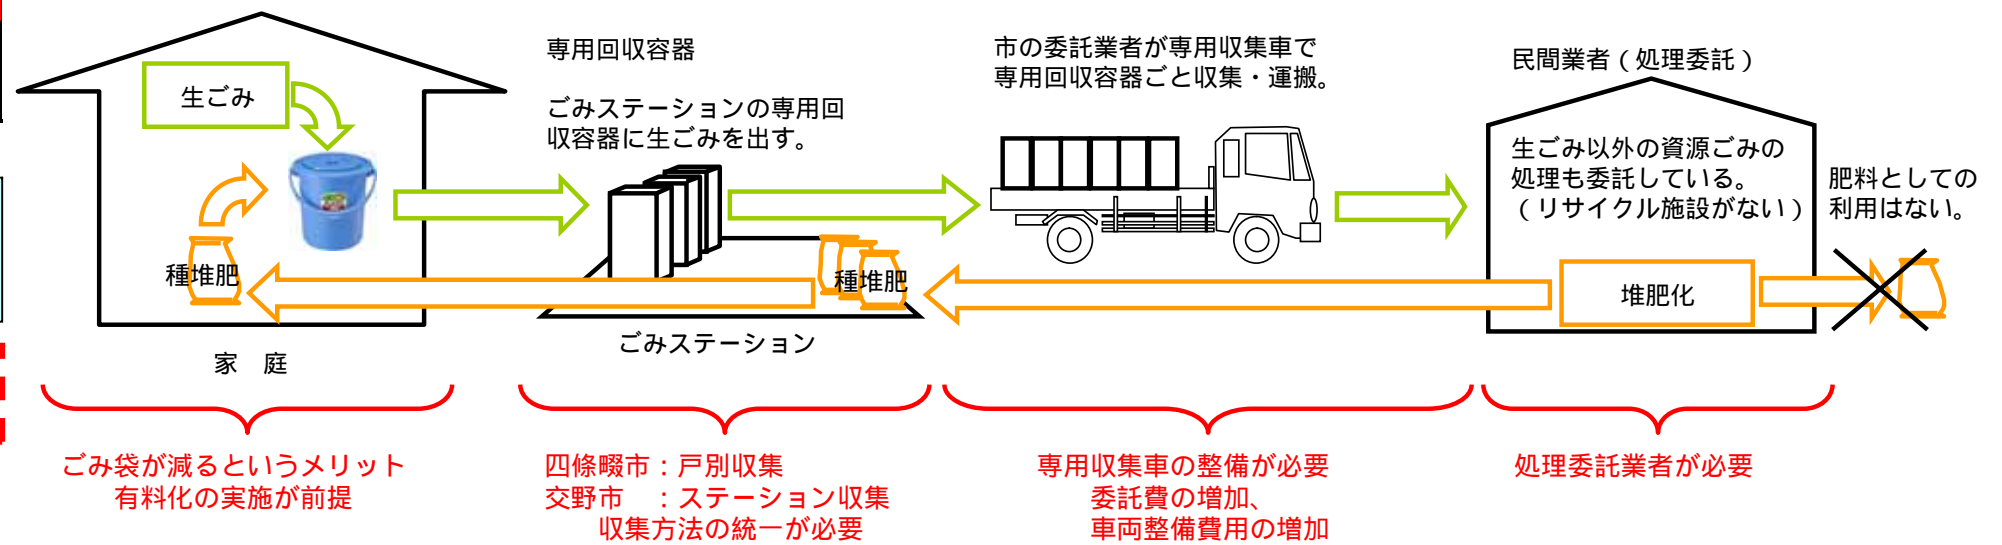 生ごみ
種堆肥
家　庭
専用回収容器
ごみステーションの専用回
収容器に生ごみを出す。
種堆肥
ごみステーション
市の委託業者が専用収集車で
専用回収容器ごと収集・運搬。
民間業者（処理委託）
生ごみ以外の資源ごみの
処理も委託している。
（リサイクル施設がない）
堆肥化
肥料としての
利用はない。
ごみ袋が減るというメリット
有料化の実施が前提
四條畷市：戸別収集
交野市　：ステーション収集
収集方法の統一が必要
専用収集車の整備が必要
委託費の増加、
車両整備費用の増加
処理委託業者が必要